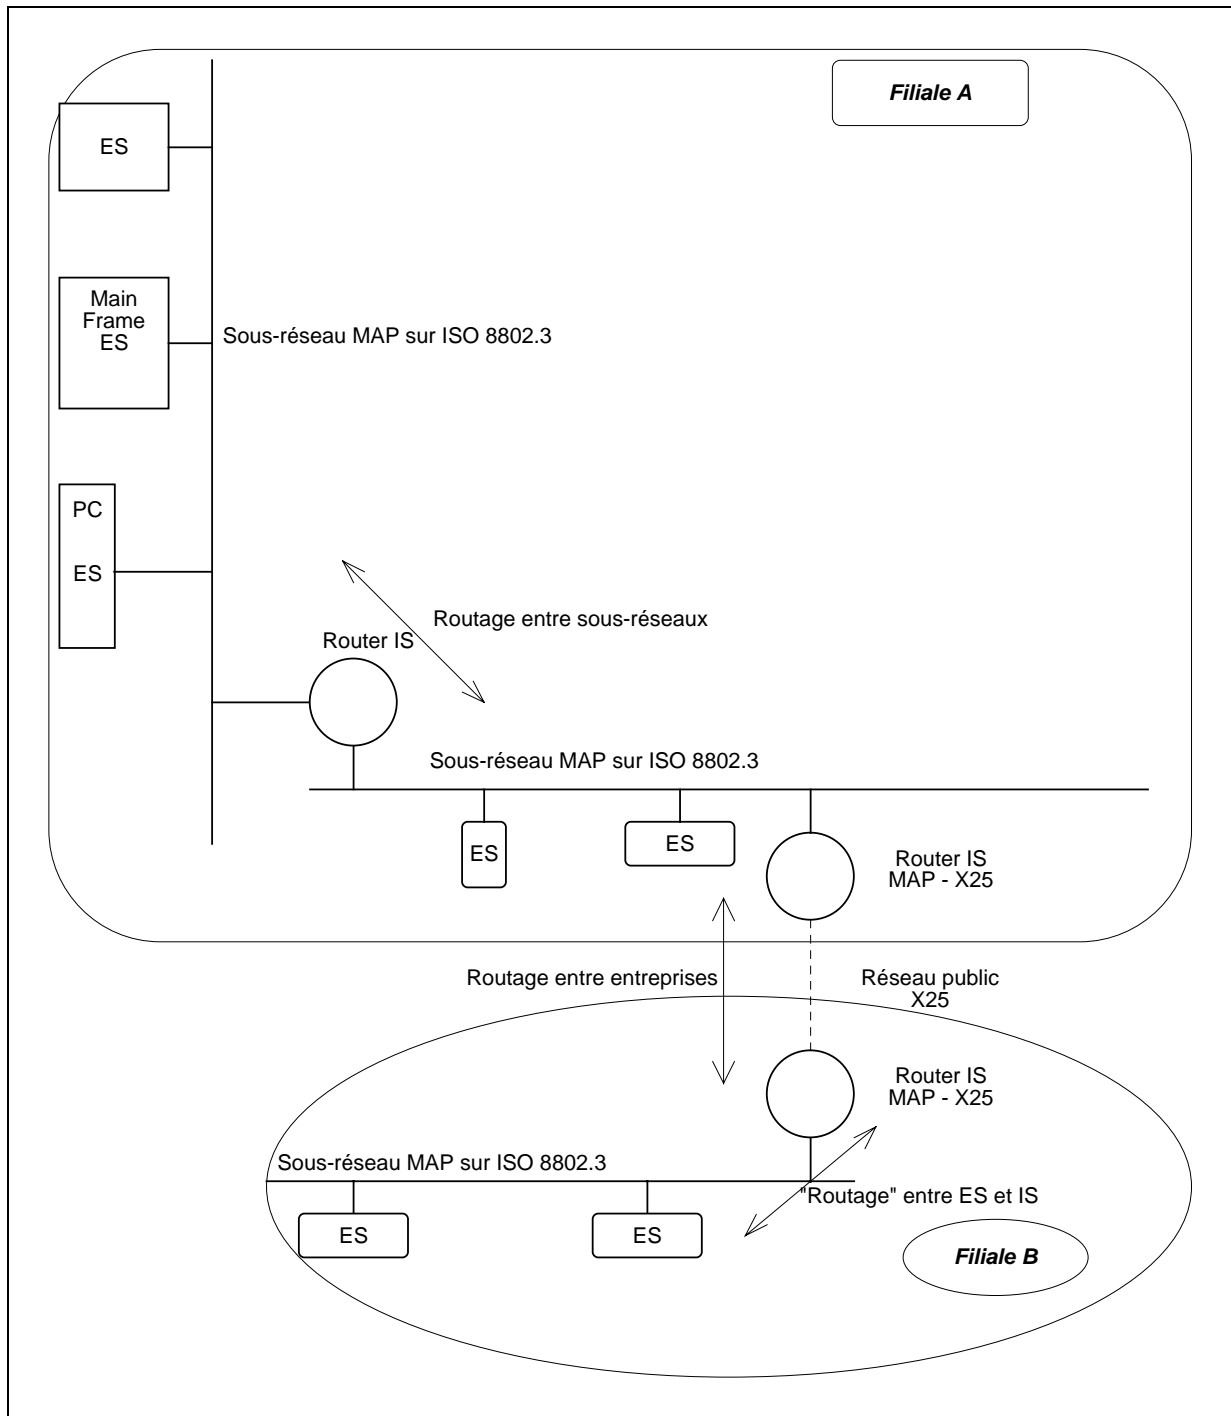 Filiale A
ES
Main
Frame
ES
Sous-réseau MAP sur ISO 8802.3
PC
ES
Routage entre sous-réseaux
Router IS
Sous-réseau MAP sur ISO 8802.3
ES
ES
Router IS
MAP - X25
Routage entre entreprises
Réseau public
X25
Router IS
MAP - X25
Sous-réseau MAP sur ISO 8802.3
"Routage" entre ES et IS
ES
ES
Filiale B